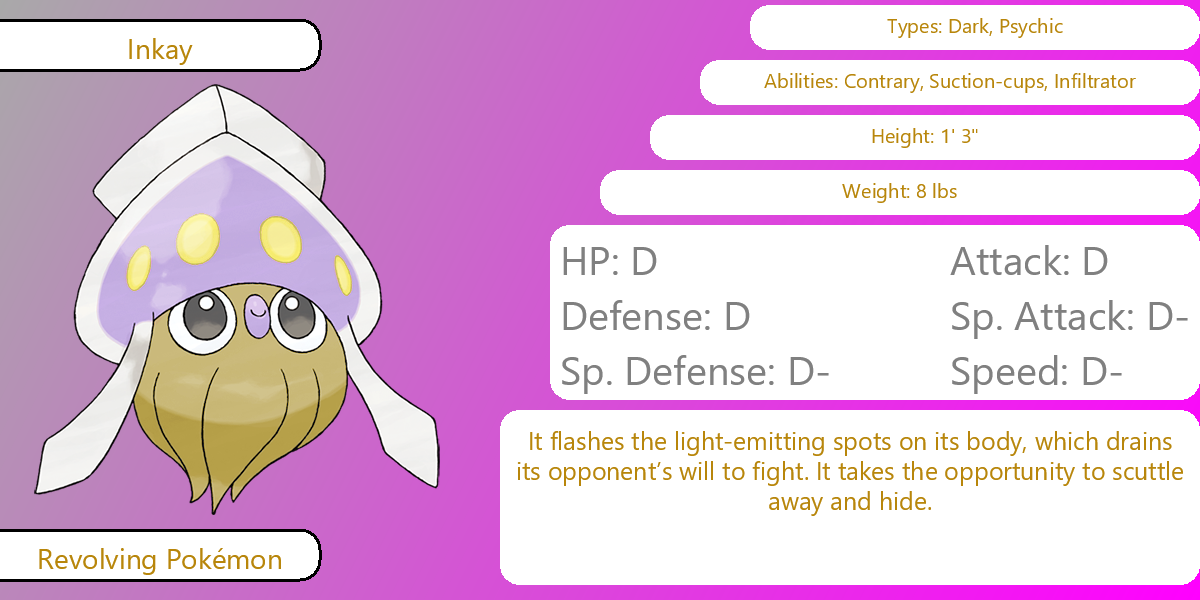 Inkay
Types: Dark, Psychic
Abilities: Contrary, Suction-cups, Infiltrator
Height: 1' 3"
Weight: 8 lbs
HP: D
Attack: D
Defense: D
Sp. Attack: D-
Sp. Defense: D-
Speed: D-
It flashes the light-emitting spots on its body, which drains
its opponent’s will to fight. It takes the opportunity to scuttle
away and hide.
Revolving Pokémon